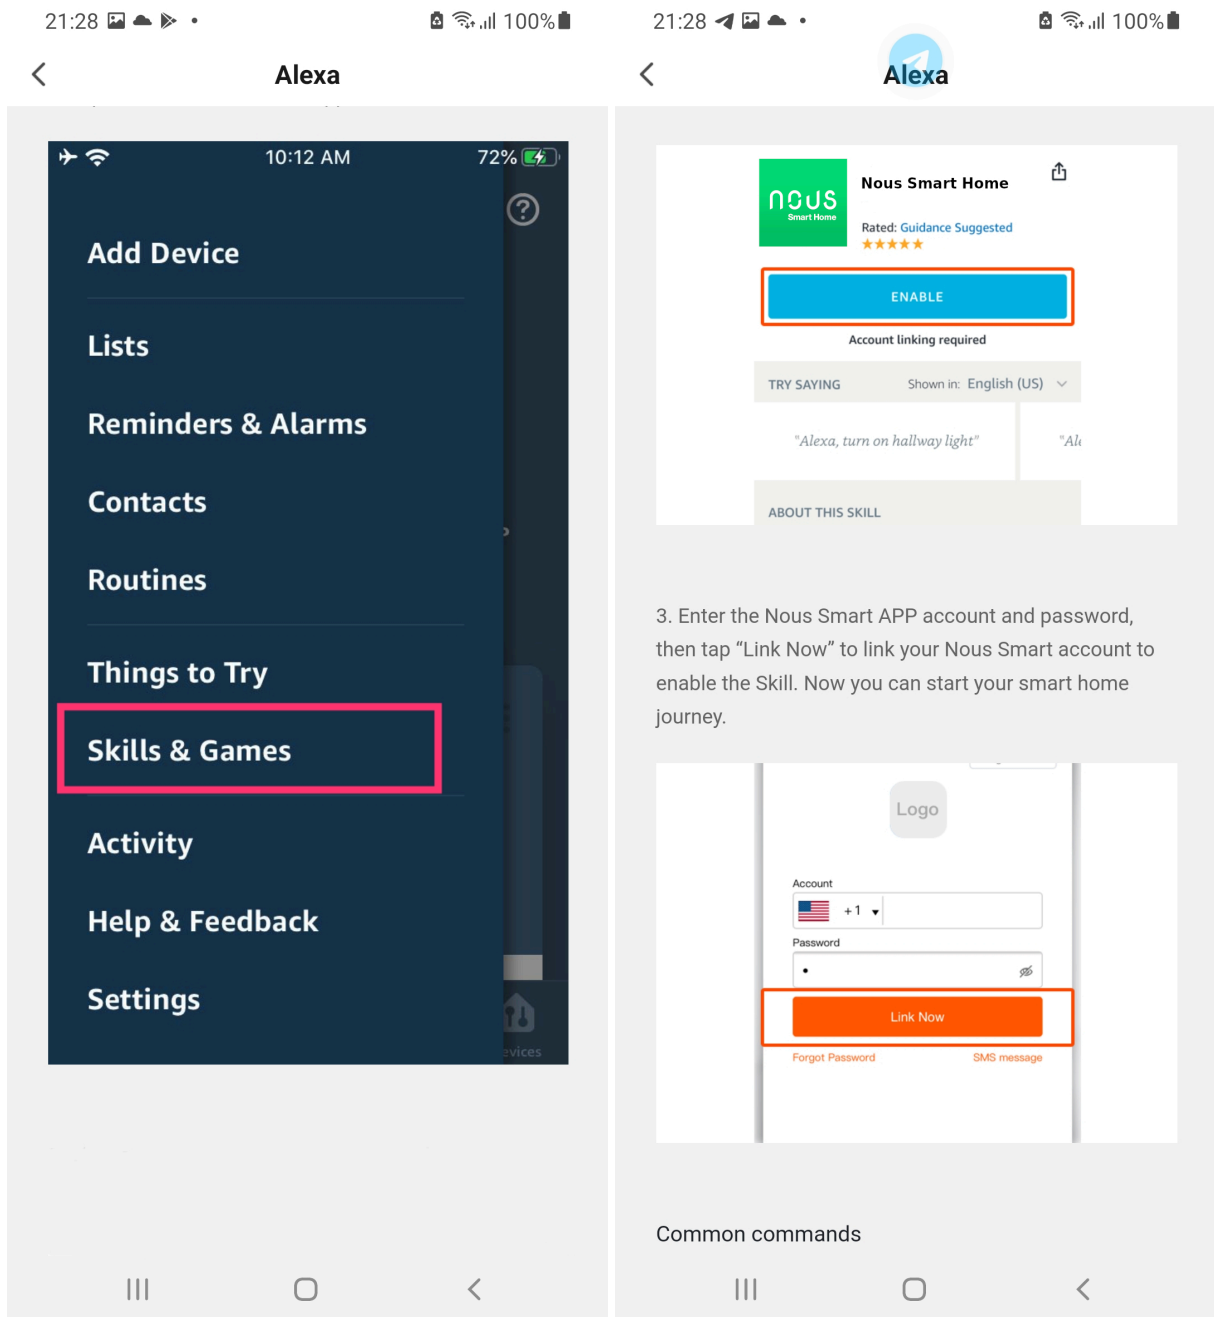 21:28
100%
Alexa
10:12 AM
72%
Add Device
Lists
Reminders & Alarms
Contacts
Routines
Things to Try
Skills & Games
Activity
Help & Feedback
Settings
evices
21:28
100%
Alexa
nous
Smart Home
Nous Smart Home
Rated: Guidance Suggested
ENABLE
Account linking required
TRY SAYING
Shown in: English (US)
"Alexa, turn on hallway light"
"Ale
ABOUT THIS SKILL
3. Enter the Nous Smart APP account and password,
then tap “Link Now” to link your Nous Smart account to
enable the Skill. Now you can start your smart home
journey.
Logo
Account
+1
Password
Link Now
Forgot Password
SMS message
Common commands